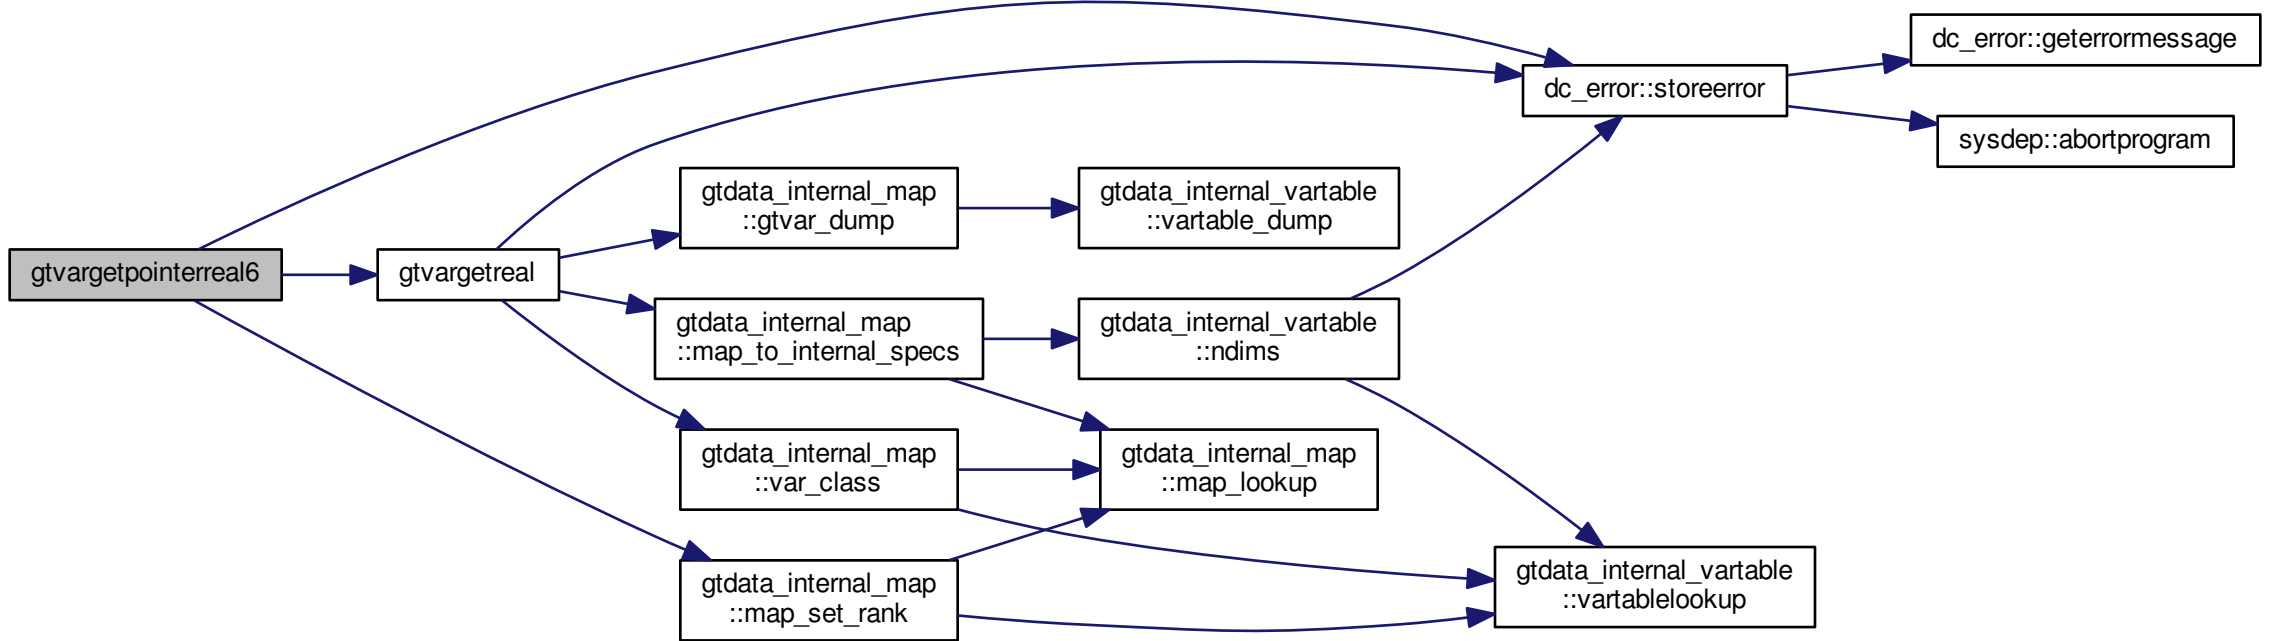 gtvargetpointerreal6
gtvargetreal
gtdata_internal_map
::gtvar_dump
gtdata_internal_map
::map_to_internal_specs
gtdata_internal_map
::var_class
gtdata_internal_map
::map_set_rank
gtdata_internal_vartable
::vartable_dump
gtdata_internal_vartable
::ndims
gtdata_internal_map
::map_lookup
dc_error::storeerror
gtdata_internal_vartable
::vartablelookup
dc_error::geterrormessage
sysdep::abortprogram